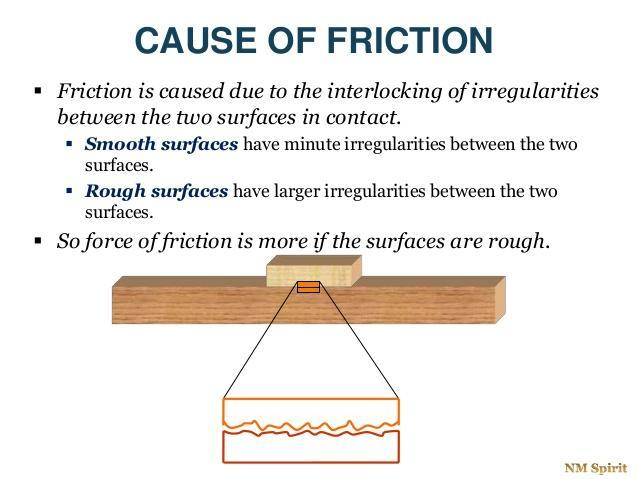 CAUSE OF FRICTION
▪ Friction is caused due to the interlocking of irregularities
between the two surfaces in contact.
▪ Smooth surfaces have minute irregularities between the two
surfaces.
▪ Rough surfaces have larger irregularities between the two
surfaces.
▪ So force of friction is more if the surfaces are rough.
NM Spirit